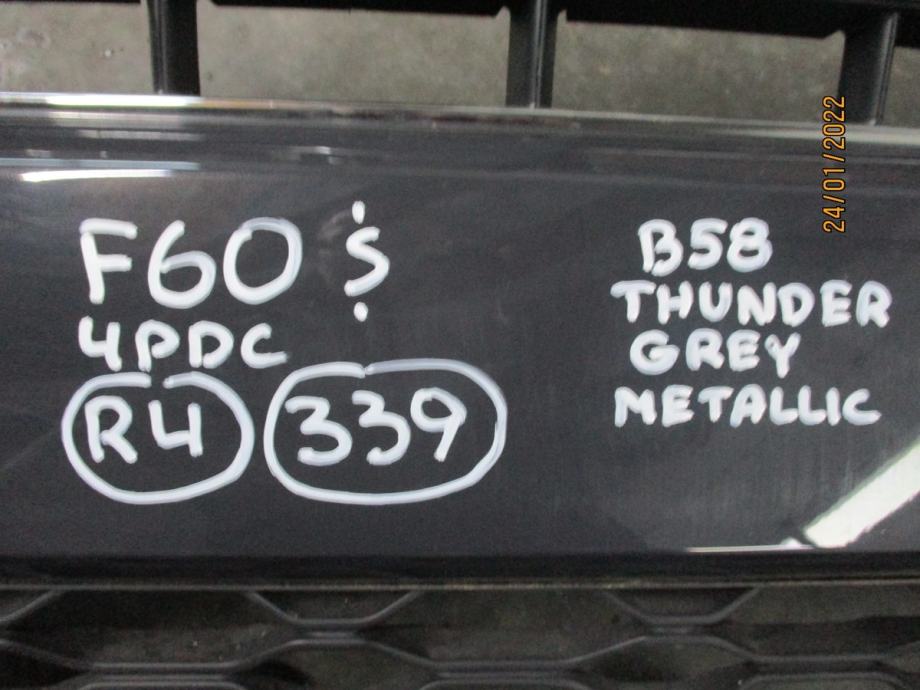 F60 S
4PDC
R4 339
B58
THUNDER
GREY
METALLIC
24/01/2022